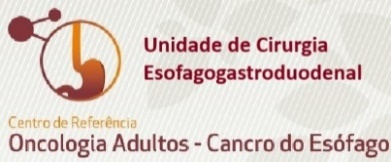 Unidade de Cirurgia
Esofagogastroduodenal
Centro de Referência
Oncologia Adultos - Cancro do Esófago